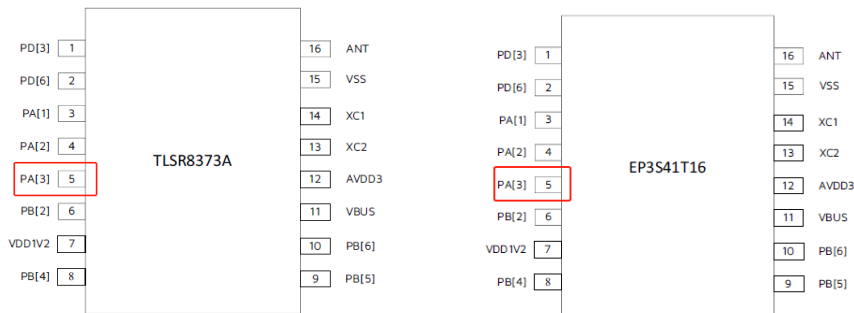 PD[3] 1 16 ANT
PD[6] 2 15 VSS
PA[1] 3 14 XC1
PA[2] 4 13 XC2
TLSR8373A
PA[3] 5 12 AVDD3
PB[2] 6 11 VBUS
VDD1V2 7 10 PB[6]
PB[4] 8 9 PB[5]
PD[3] 1 16 ANT
PD[6] 2 15 VSS
PA[1] 3 14 XC1
PA[2] 4 13 XC2
EP3S41T16
PA[3] 5 12 AVDD3
PB[2] 6 11 VBUS
VDD1V2 7 10 PB[6]
PB[4] 8 9 PB[5]